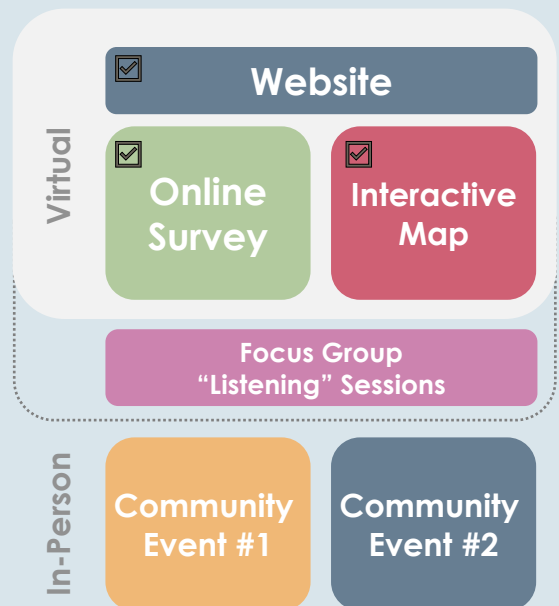 Virtual
Website
Online
Survey
Interactive
Map
Focus Group
“Listening” Sessions
In-Person
Community
Event #1
Community
Event #2